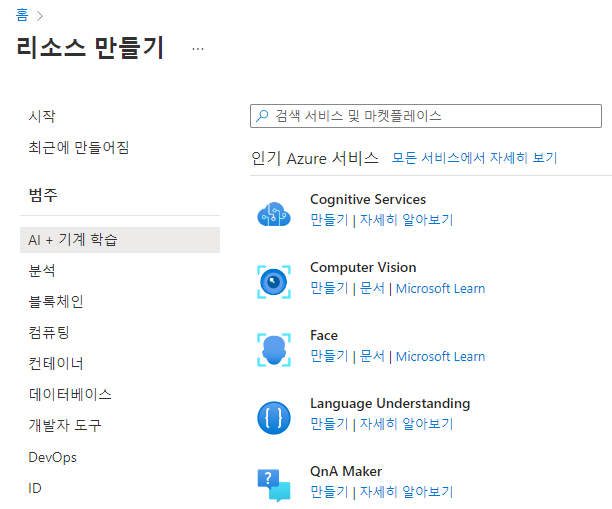 홈 >
리소스 만들기 ...
시작
최근에 만들어짐
범주
AI + 기계 학습
분석
블록체인
컴퓨팅
컨테이너
데이터베이스
개발자 도구
DevOps
ID
검색 서비스 및 마켓플레이스
인기 Azure 서비스 모든 서비스에서 자세히 보기
Cognitive Services
만들기 | 자세히 알아보기
Computer Vision
만들기 | 문서 | Microsoft Learn
Face
만들기 | 문서 | Microsoft Learn
Language Understanding
만들기 | 자세히 알아보기
QnA Maker
만들기 | 자세히 알아보기